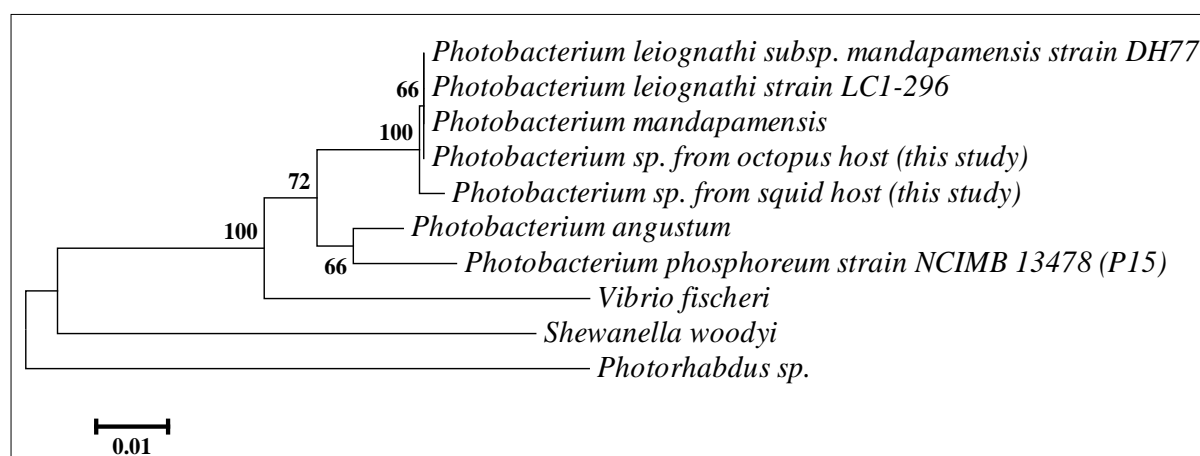 Photobacterium leiognathi subsp. mandapamensis strain DH77
66
Photobacterium leiognathi strain LC1-296
Photobacterium mandapamensis
100
Photobacterium sp. from octopus host (this study)
72
Photobacterium sp. from squid host (this study)
100
Photobacterium angustum
66
Photobacterium phosphoreum strain NCIMB 13478 (P15)
Vibrio fischeri
Shewanella woodyi
Photorhabdus sp.
0.01